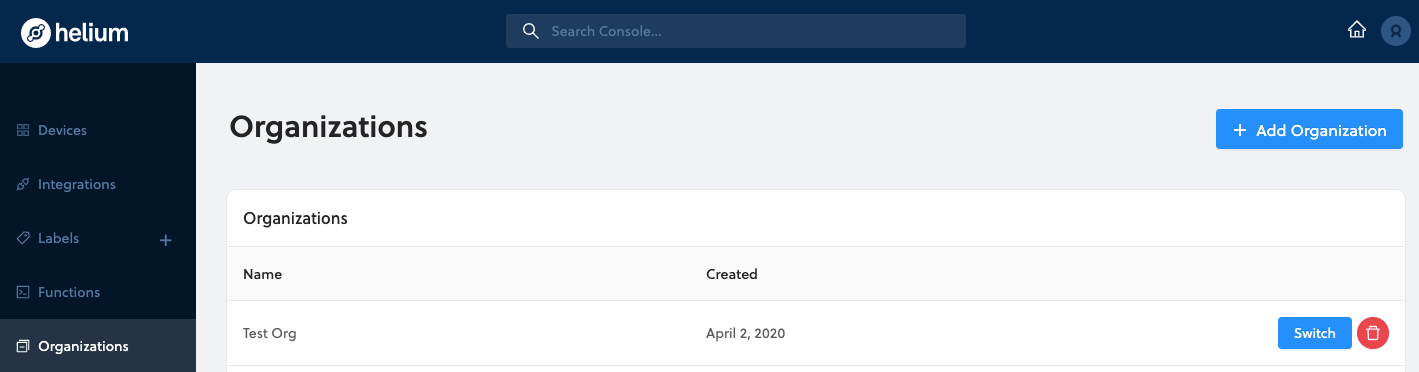 helium
Search Console...
Devices
Integrations
Labels
Functions
Organizations
Organizations
+ Add Organization
Organizations
Name Created
Test Org April 2, 2020 Switch